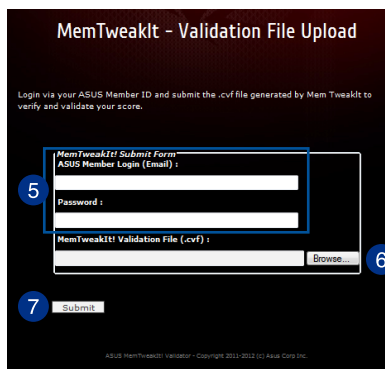 MemTweakIt - Validation File Upload
Login via your ASUS Member ID and submit the .cvf file generated by Mem TweakIt to
verify and validate your score.
MemTweakIt! Submit Form
ASUS Member Login (Email) :
5
Password :
MemTweakIt! Validation File (.cvf) :
Browse...
6
7
Submit
ASUS MemTweakIt! Validator - Copyright 2011-2012 (c) Asus Corp Inc.